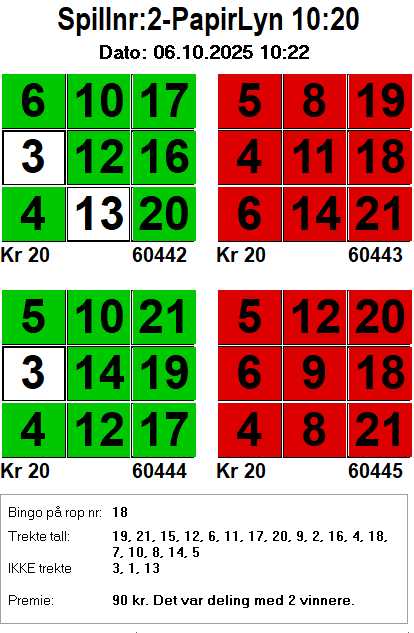 Spillnr:2-PapirLyn 10:20
Dato: 06.10.2025 10:22
6 10 17
3 12 16
4 13 20
Kr 20 60442
5 8 19
4 11 18
6 14 21
Kr 20 60443
5 10 21
3 14 19
4 12 17
Kr 20 60444
5 12 20
6 9 18
4 8 21
Kr 20 60445
Bingo på rop nr: 18
Trekte tall: 19, 21, 15, 12, 6, 11, 17, 20, 9, 2, 16, 4, 18,
7, 10, 8, 14, 5
IKKE trekte 3, 1, 13
Premie: 90 kr. Det var deling med 2 vinnere.